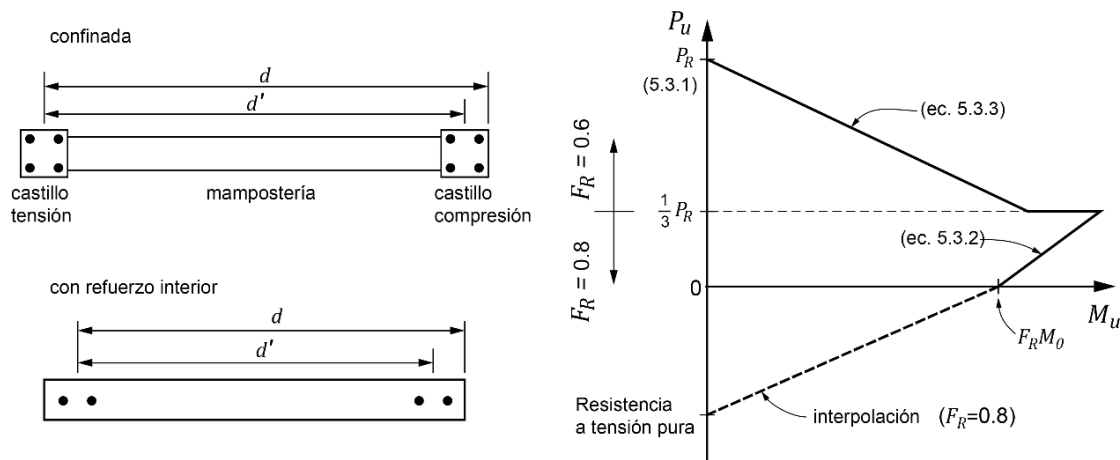 confinada
d
d'
castillo
tensión
mampostería
castillo
compresión
con refuerzo interior
d
d'
P_u
P_R
(5.3.1)
(ec. 5.3.3)
F_R = 0.6
1/3 P_R
(ec. 5.3.2)
F_R = 0.8
0
M_u
F_R M_0
Resistencia
a tensión pura
interpolación (F_R=0.8)